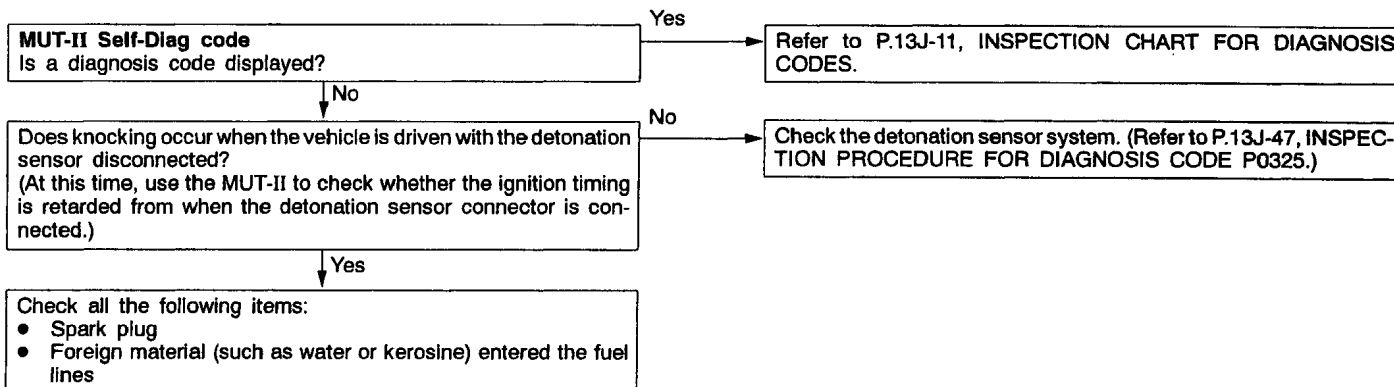 Yes
MUT-II Self-Diag code
Is a diagnosis code displayed?
Refer to P.13J-11, INSPECTION CHART FOR DIAGNOSIS
CODES.
No
Does knocking occur when the vehicle is driven with the detonation
sensor disconnected?
(At this time, use the MUT-II to check whether the ignition timing
is retarded from when the detonation sensor connector is con-
nected.)
No
Check the detonation sensor system. (Refer to P.13J-47, INSPEC-
TION PROCEDURE FOR DIAGNOSIS CODE P0325.)
Yes
Check all the following items:
● Spark plug
● Foreign material (such as water or kerosine) entered the fuel
lines